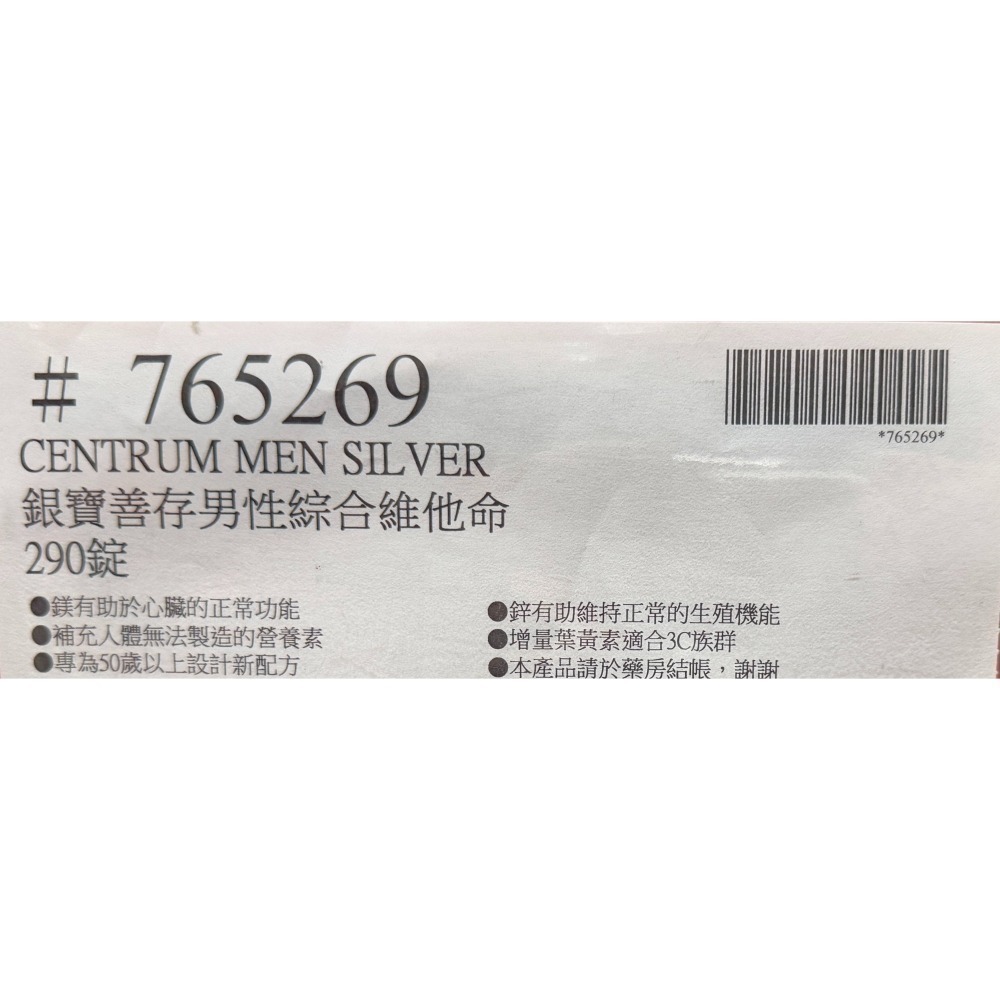 # 765269
*765269*
CENTRUM MEN SILVER
銀寶善存男性綜合維他命
290錠
●鎂有助於心臟的正常功能
●補充人體無法製造的營養素
●專為50歲以上設計新配方
●鋅有助維持正常的生殖機能
●增量葉黃素適合3C族群
●本產品請於藥房結帳，謝謝